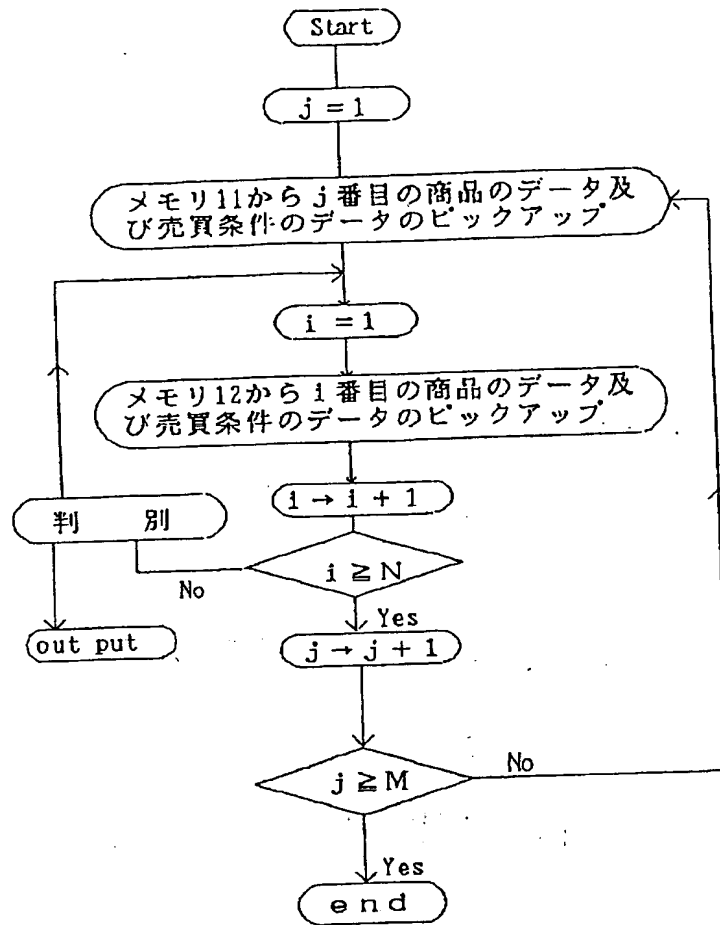 Start
j = 1
メモリ11からj番目の商品のデータ及
び売買条件のデータのピックアップ
i = 1
メモリ12からi番目の商品のデータ及
び売買条件のデータのピックアップ
i → i + 1
判 別
i ≧ N
No
Yes
out put
j → j + 1
j ≧ M
No
Yes
end